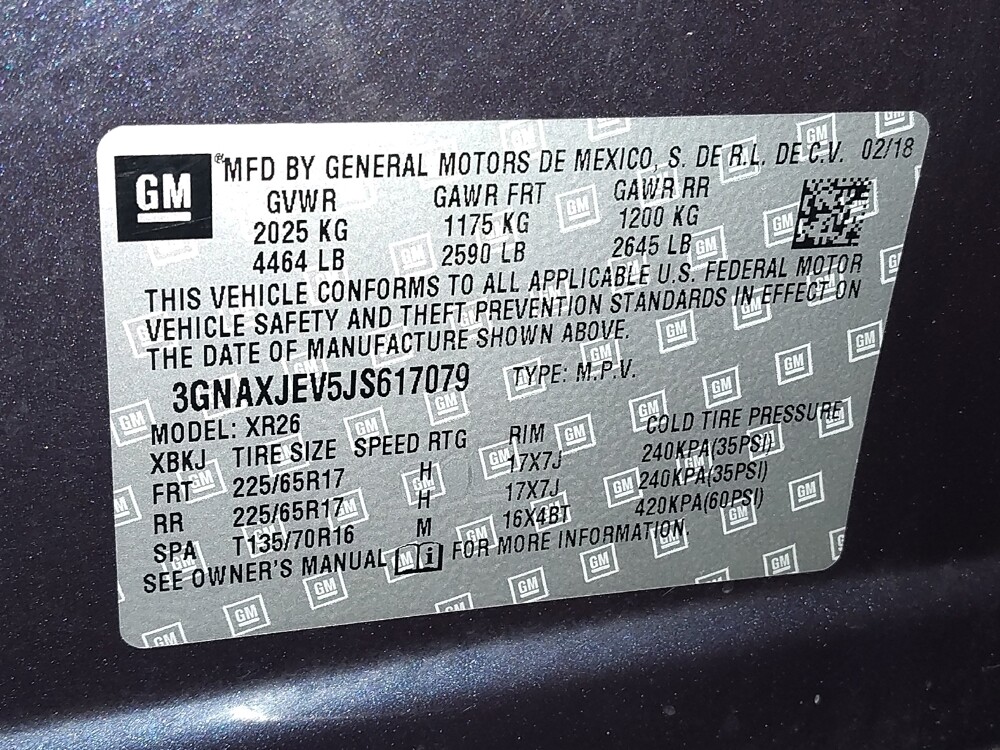 GM
® MFD BY GENERAL MOTORS DE MEXICO, S. DE R.L. DE C.V. 02/18
GVWR GAWR FRT GAWR RR
2025 KG 1175 KG 1200 KG
4464 LB 2590 LB 2645 LB
THIS VEHICLE CONFORMS TO ALL APPLICABLE U.S. FEDERAL MOTOR
VEHICLE SAFETY AND THEFT PREVENTION STANDARDS IN EFFECT ON
THE DATE OF MANUFACTURE SHOWN ABOVE.
3GNAXJEV5JS617079 TYPE: M.P.V.
MODEL: XR26
XBKJ TIRE SIZE SPEED RTG RIM COLD TIRE PRESSURE
FRT 225/65R17 H 17X7J 240KPA(35PSI)
RR 225/65R17 H 17X7J 240KPA(35PSI)
SPA T135/70R16 M 16X4BT 420KPA(60PSI)
SEE OWNER'S MANUAL i FOR MORE INFORMATION.